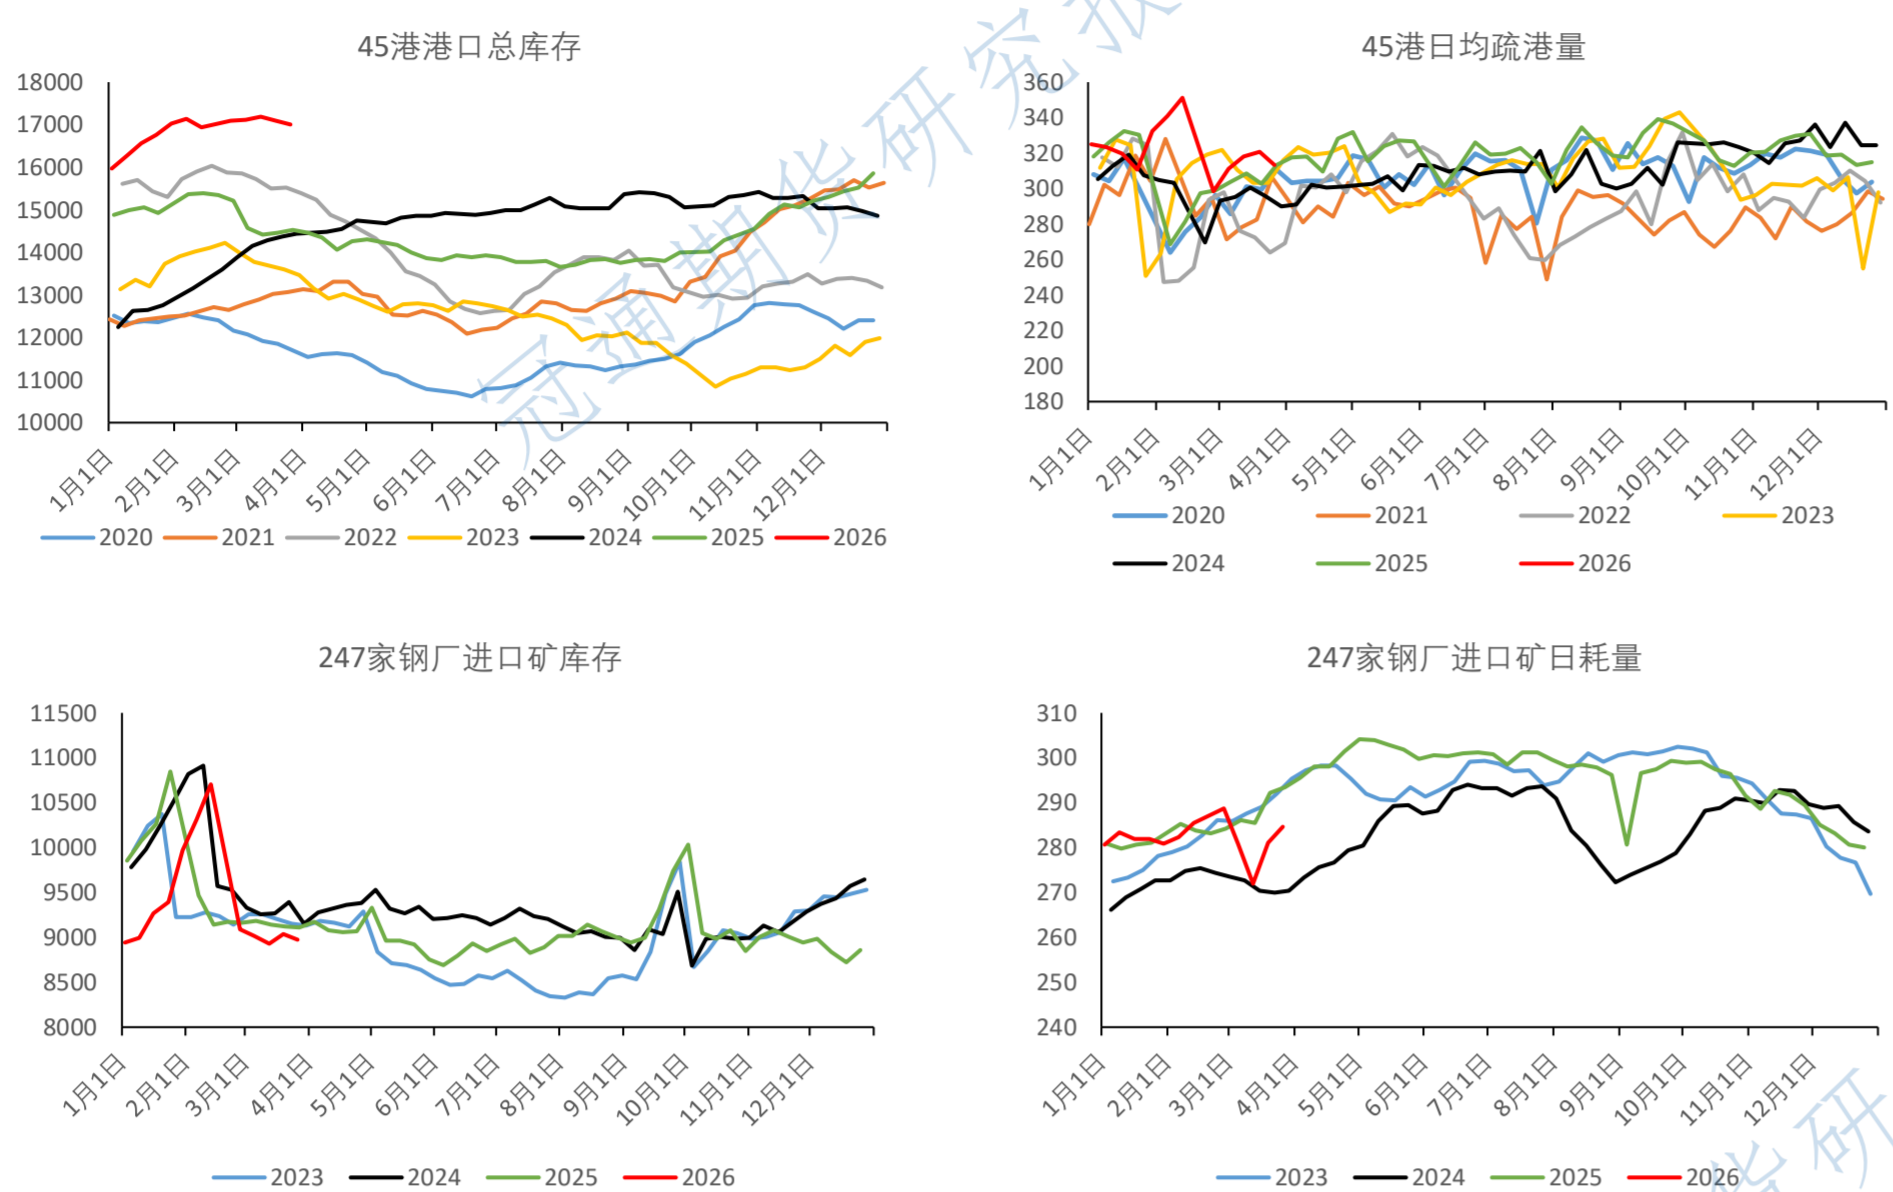 45港港口总库存
18000
17000
16000
15000
14000
13000
12000
11000
10000
1月1日
2月1日
3月1日
4月1日
5月1日
6月1日
7月1日
8月1日
9月1日
10月1日
11月1日
12月1日
2020 2021 2022 2023 2024 2025 2026
45港日均疏港量
360
340
320
300
280
260
240
220
200
180
1月1日
2月1日
3月1日
4月1日
5月1日
6月1日
7月1日
8月1日
9月1日
10月1日
11月1日
12月1日
2020 2021 2022 2023
2024 2025 2026
247家钢厂进口矿库存
11500
11000
10500
10000
9500
9000
8500
8000
1月1日
2月1日
3月1日
4月1日
5月1日
6月1日
7月1日
8月1日
9月1日
10月1日
11月1日
12月1日
2023 2024 2025 2026
247家钢厂进口矿日耗量
310
300
290
280
270
260
250
240
1月1日
2月1日
3月1日
4月1日
5月1日
6月1日
7月1日
8月1日
9月1日
10月1日
11月1日
12月1日
2023 2024 2025 2026
冠通期货研究报
货研